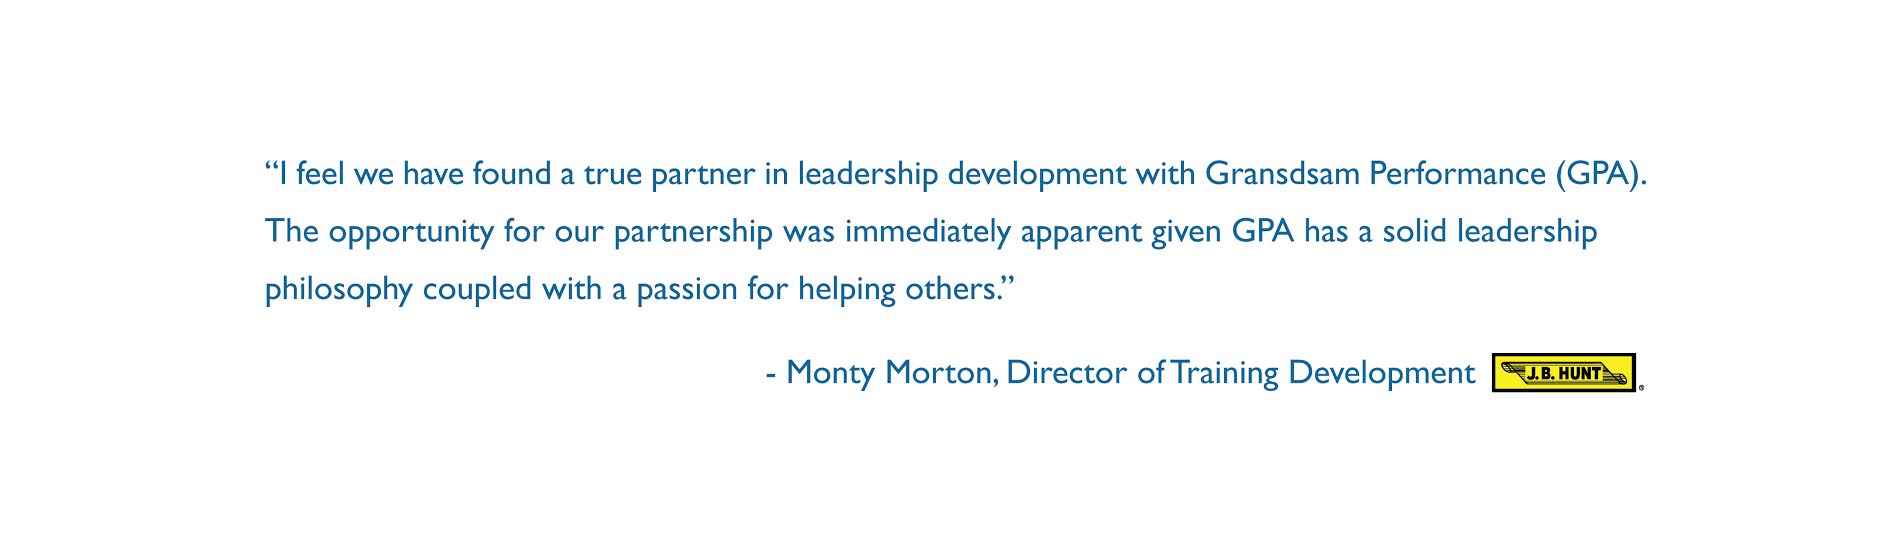 “I feel we have found a true partner in leadership development with Gransdsam Performance (GPA).
The opportunity for our partnership was immediately apparent given GPA has a solid leadership
philosophy coupled with a passion for helping others.”
- Monty Morton, Director of Training Development J.B. HUNT ®